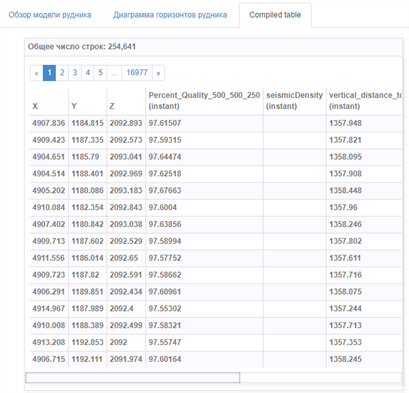 Обзор модели рудника Диаграмма горизонтов рудника Compiled table
Общее число строк: 254,641
« 1 2 3 4 5 ... 16977 »
X Y Z Percent_Quality_500_500_250 (instant) seismicDensity (instant) vertical_distance_to (instant)
4907.836 1184.815 2092.893 97.61507 1357.948
4909.423 1187.335 2092.573 97.59315 1357.821
4904.651 1185.79 2093.041 97.64474 1358.095
4904.514 1188.401 2092.969 97.62518 1357.908
4905.202 1180.086 2093.183 97.67663 1358.448
4910.084 1182.354 2092.843 97.6004 1357.96
4907.402 1180.842 2093.038 97.63856 1358.246
4909.713 1187.602 2092.529 97.58994 1357.802
4911.556 1186.014 2092.65 97.57752 1357.611
4909.723 1187.82 2092.591 97.58662 1357.716
4906.291 1189.851 2092.434 97.60961 1358.075
4914.967 1187.989 2092.4 97.55302 1357.244
4910.008 1188.389 2092.499 97.58321 1357.713
4913.208 1192.853 2092 97.55747 1357.353
4906.715 1192.111 2091.974 97.60164 1358.245